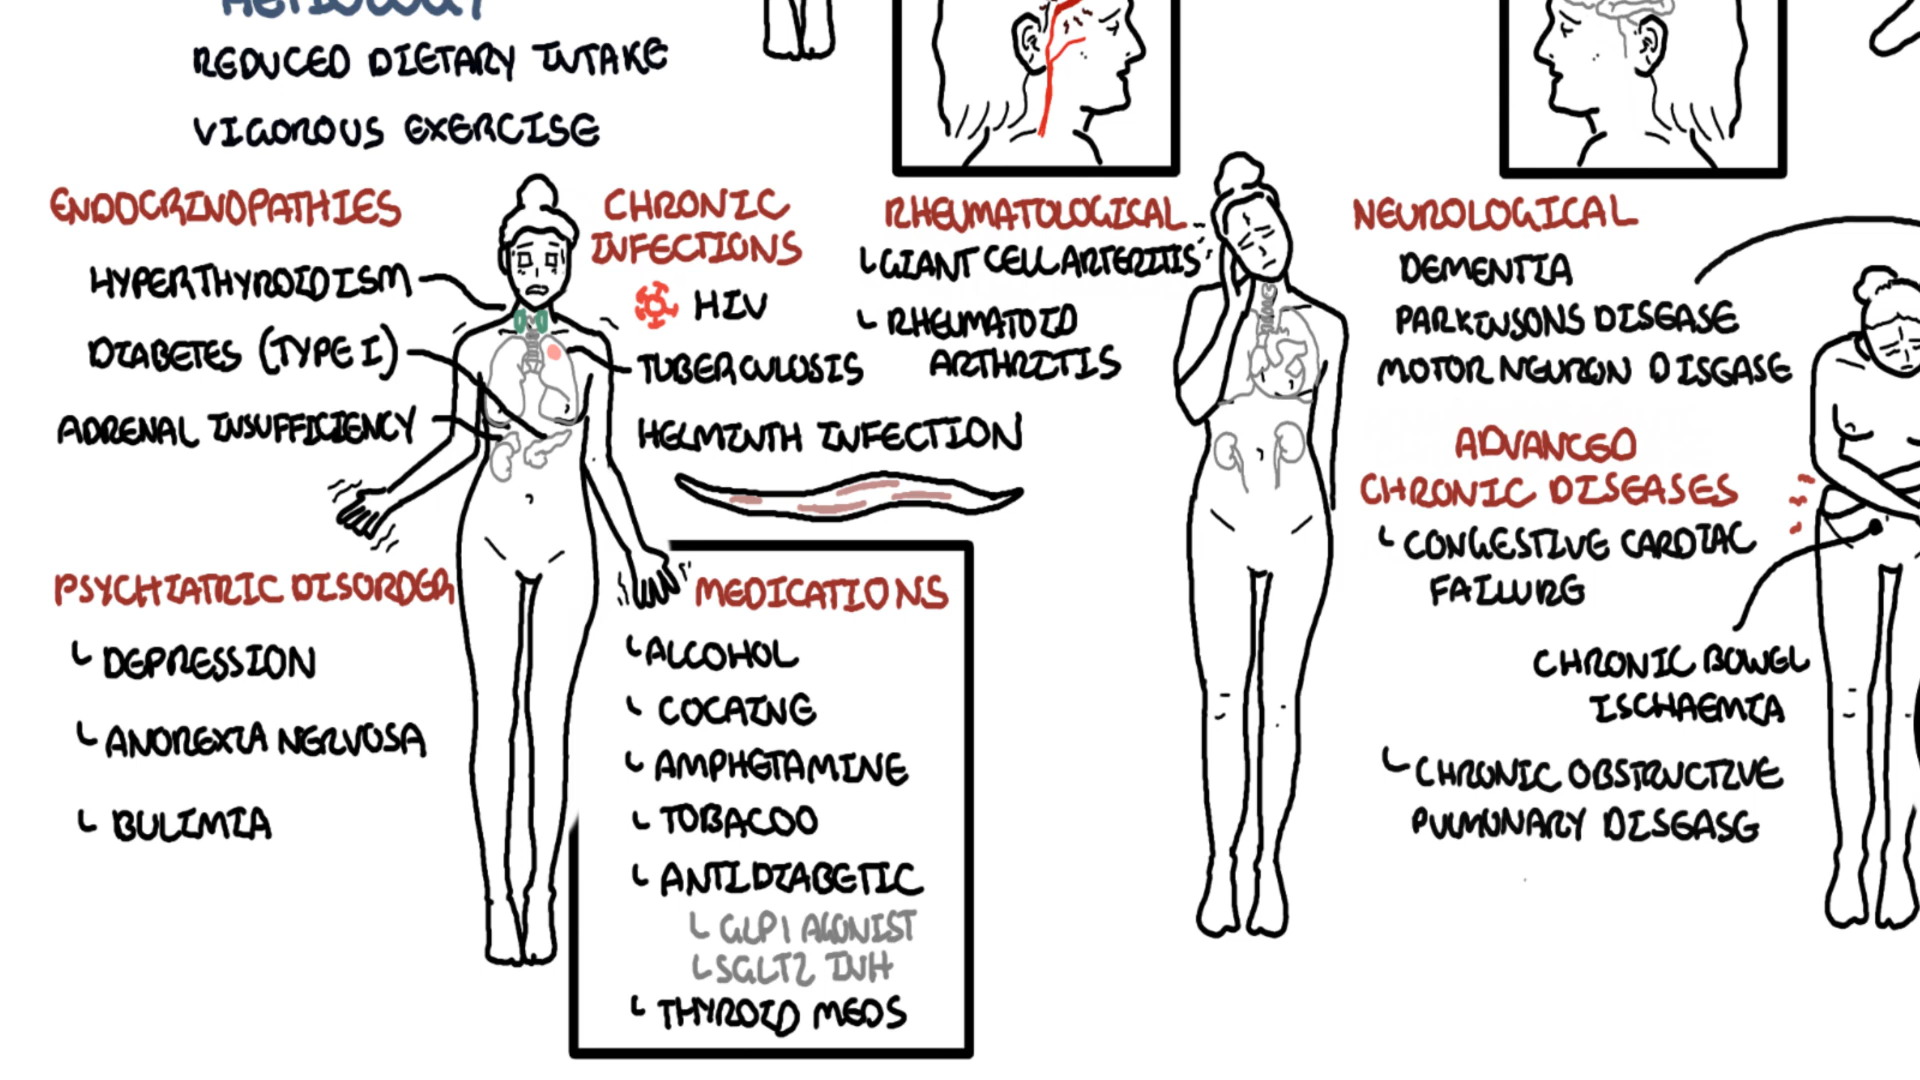 AETIOLOGY
REDUCED DIETARY INTAKE
VIGOROUS EXERCISE
ENDOCRINOPATHIES
HYPERTHYROIDISM
DIABETES (TYPE I)
ADRENAL INSUFFICIENCY
CHRONIC
INFECTIONS
HIV
TUBERCULOSIS
HELMINTH INFECTION
RHEUMATOLOGICAL
GIANT CELL ARTERITIS
RHEUMATOID
ARTHRITIS
NEUROLOGICAL
DEMENTIA
PARKINSONS DISEASE
MOTOR NEURON DISEASE
ADVANCED
CHRONIC DISEASES
CONGESTIVE CARDIAC
FAILURE
CHRONIC BOWEL
ISCHAEMIA
CHRONIC OBSTRUCTIVE
PULMONARY DISEASE
PSYCHIATRIC DISORDER
DEPRESSION
ANOREXIA NERVOSA
BULIMIA
MEDICATIONS
ALCOHOL
COCAINE
AMPHETAMINE
TOBACOO
ANTIDIABETIC
GLP1 AGONIST
SGLT2 INH
THYROID MEDS